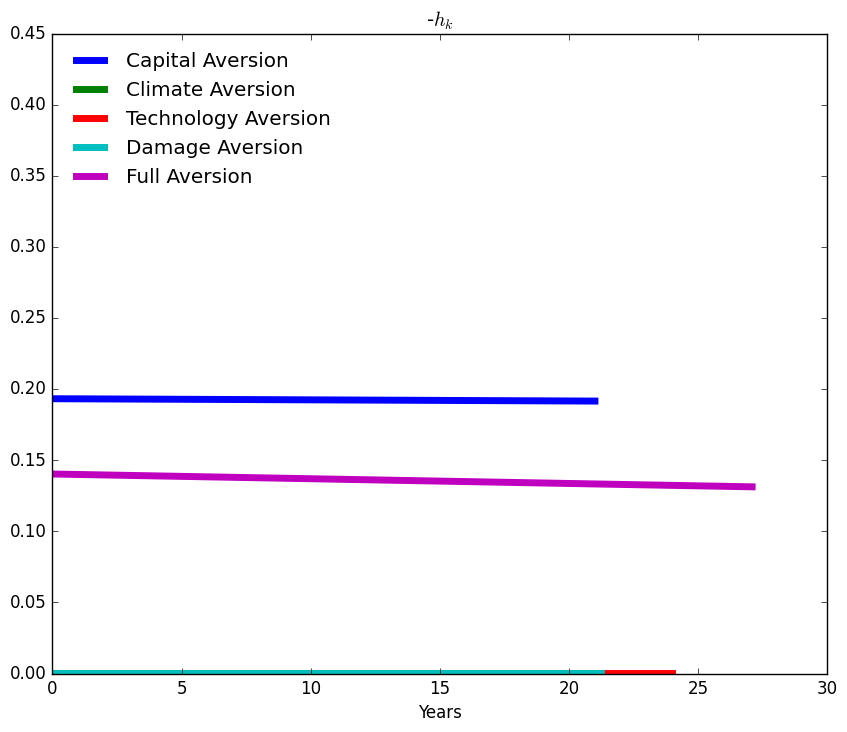 -h_k
0.45
0.40
0.35
0.30
0.25
0.20
0.15
0.10
0.05
0.00
Capital Aversion
Climate Aversion
Technology Aversion
Damage Aversion
Full Aversion
0 5 10 15 20 25 30
Years